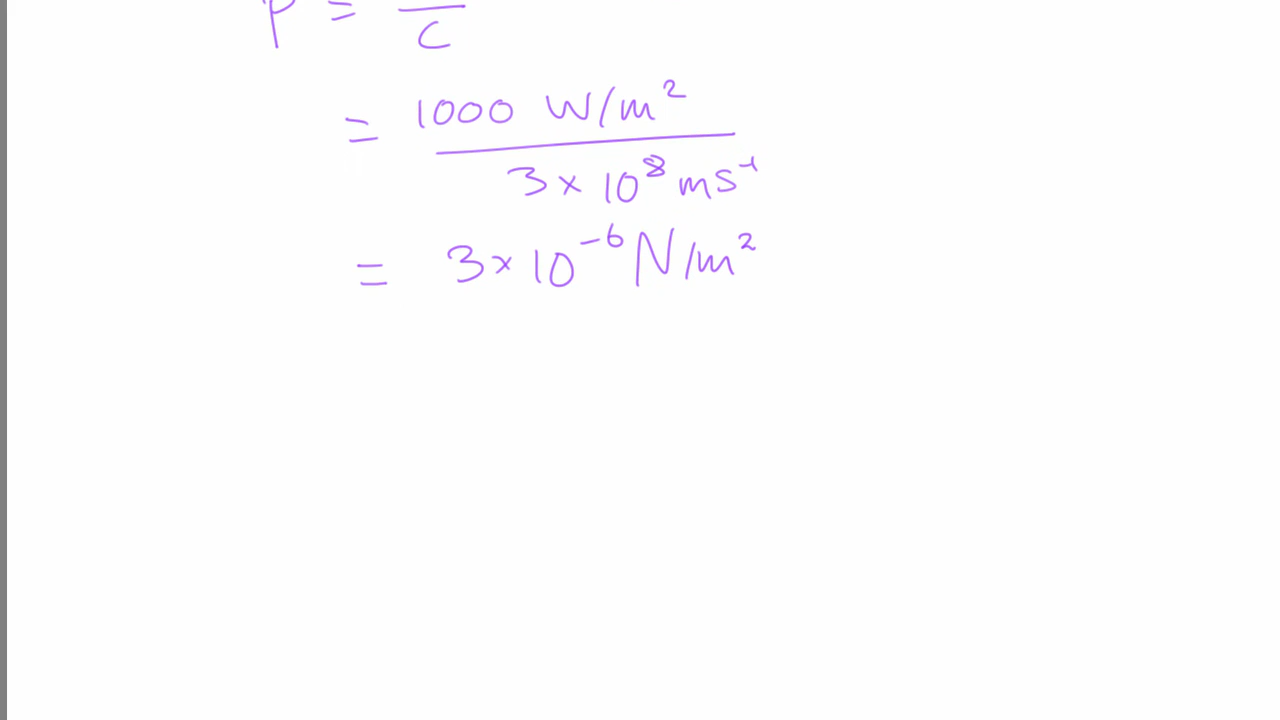 P = / c
= 1000 W/m² / 3 × 10⁸ ms⁻¹
= 3 × 10⁻⁶ N/m²